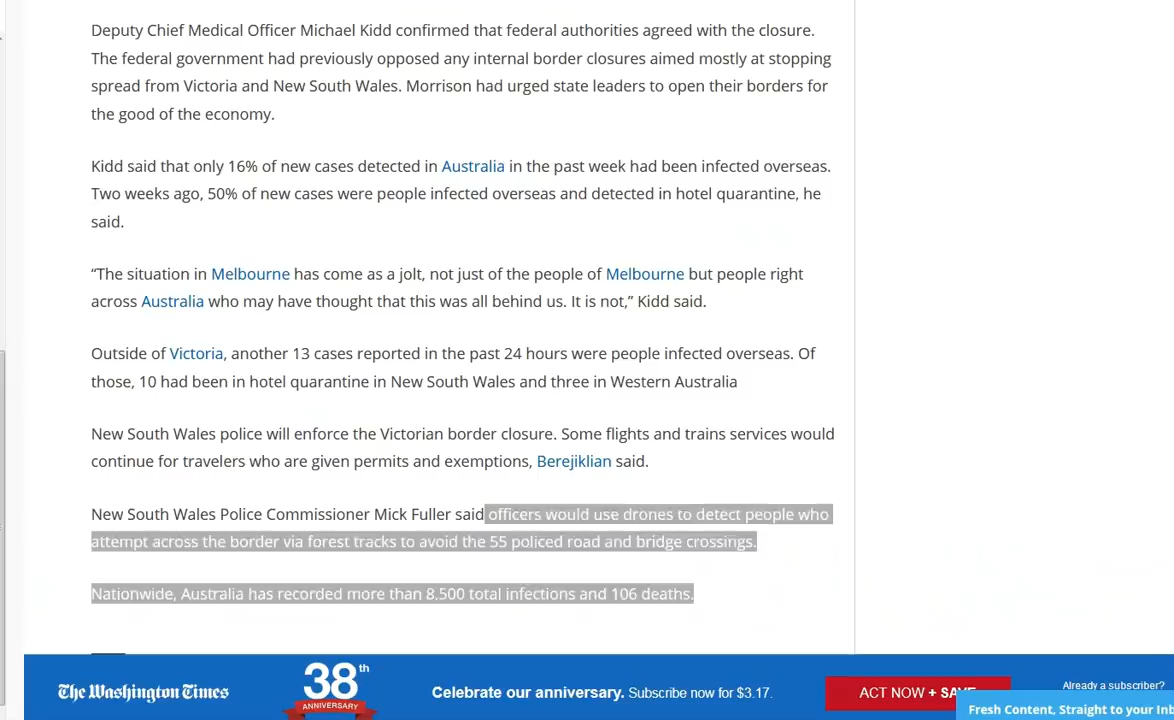 Deputy Chief Medical Officer Michael Kidd confirmed that federal authorities agreed with the closure.
The federal government had previously opposed any internal border closures aimed mostly at stopping
spread from Victoria and New South Wales. Morrison had urged state leaders to open their borders for
the good of the economy.
Kidd said that only 16% of new cases detected in Australia in the past week had been infected overseas.
Two weeks ago, 50% of new cases were people infected overseas and detected in hotel quarantine, he
said.
“The situation in Melbourne has come as a jolt, not just of the people of Melbourne but people right
across Australia who may have thought that this was all behind us. It is not,” Kidd said.
Outside of Victoria, another 13 cases reported in the past 24 hours were people infected overseas. Of
those, 10 had been in hotel quarantine in New South Wales and three in Western Australia
New South Wales police will enforce the Victorian border closure. Some flights and trains services would
continue for travelers who are given permits and exemptions, Berejiklian said.
New South Wales Police Commissioner Mick Fuller said officers would use drones to detect people who
attempt across the border via forest tracks to avoid the 55 policed road and bridge crossings.
Nationwide, Australia has recorded more than 8,500 total infections and 106 deaths.
The Washington Times
38th
ANNIVERSARY
Celebrate our anniversary. Subscribe now for $3.17.
ACT NOW + SAVE
Already a subscriber?
Fresh Content, Straight to your